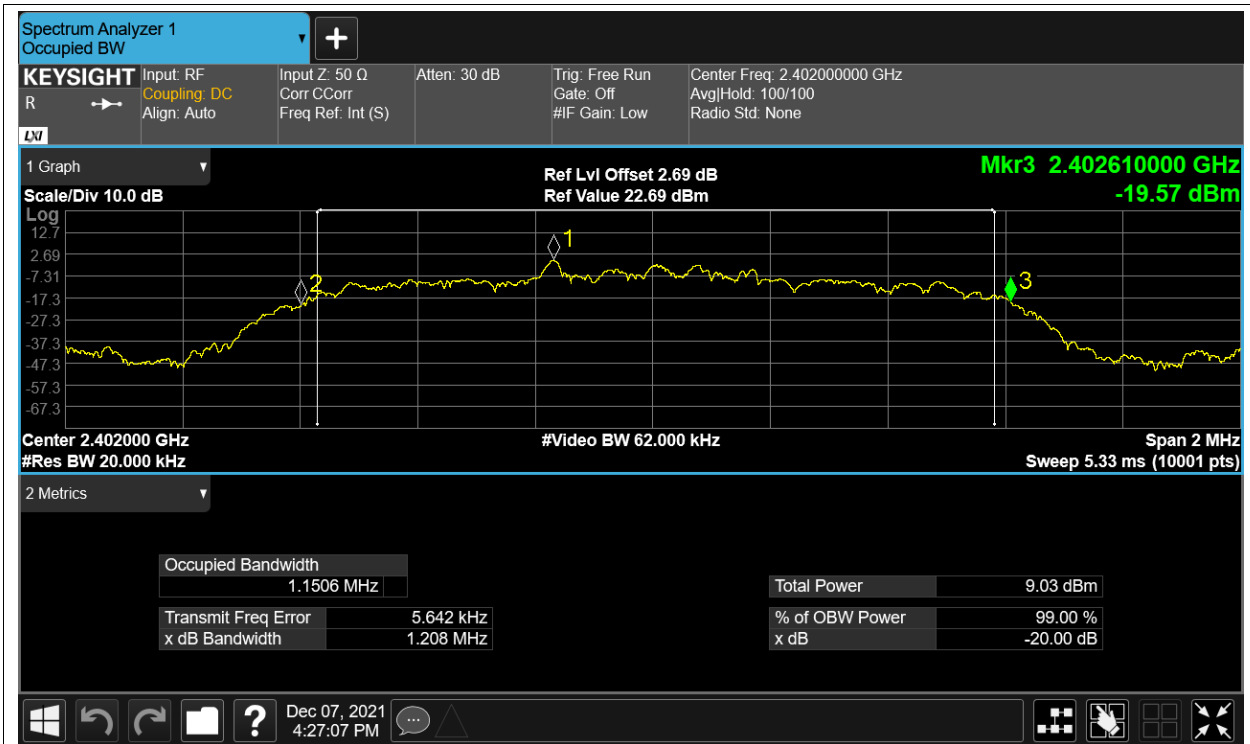 Spectrum Analyzer 1
Occupied BW
KEYSIGHT
R
LXI
Input: RF
Coupling: DC
Align: Auto
Input Z: 50 Ω
Corr CCorr
Freq Ref: Int (S)
Atten: 30 dB
Trig: Free Run
Gate: Off
#IF Gain: Low
Center Freq: 2.402000000 GHz
Avg|Hold: 100/100
Radio Std: None
1 Graph
Scale/Div 10.0 dB
Ref Lvl Offset 2.69 dB
Ref Value 22.69 dBm
Mkr3 2.402610000 GHz
-19.57 dBm
Log
12.7
2.69
-7.31
-17.3
-27.3
-37.3
-47.3
-57.3
-67.3
1
2
3
Center 2.402000 GHz
#Res BW 20.000 kHz
#Video BW 62.000 kHz
Span 2 MHz
Sweep 5.33 ms (10001 pts)
2 Metrics
Occupied Bandwidth
1.1506 MHz
Transmit Freq Error 5.642 kHz
x dB Bandwidth 1.208 MHz
Total Power 9.03 dBm
% of OBW Power 99.00 %
x dB -20.00 dB
?
Dec 07, 2021
4:27:07 PM